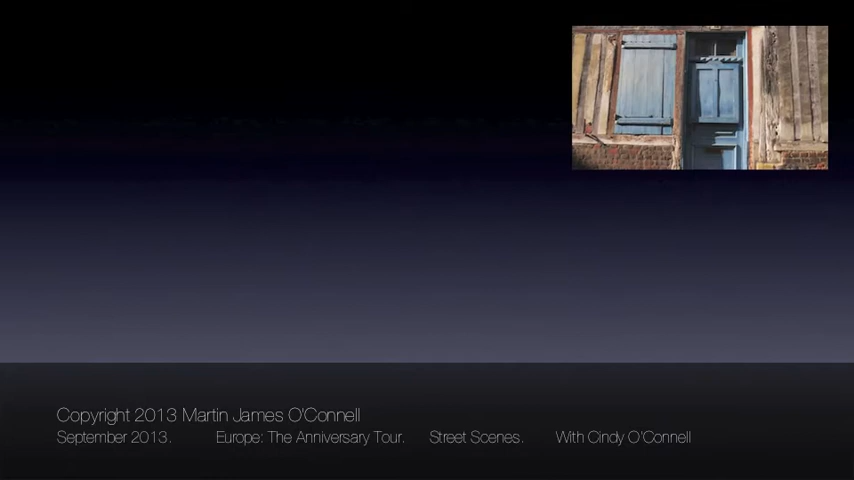 Copyright 2013 Martin James O'Connell
September 2013. Europe: The Anniversary Tour. Street Scenes. With Cindy O'Connell